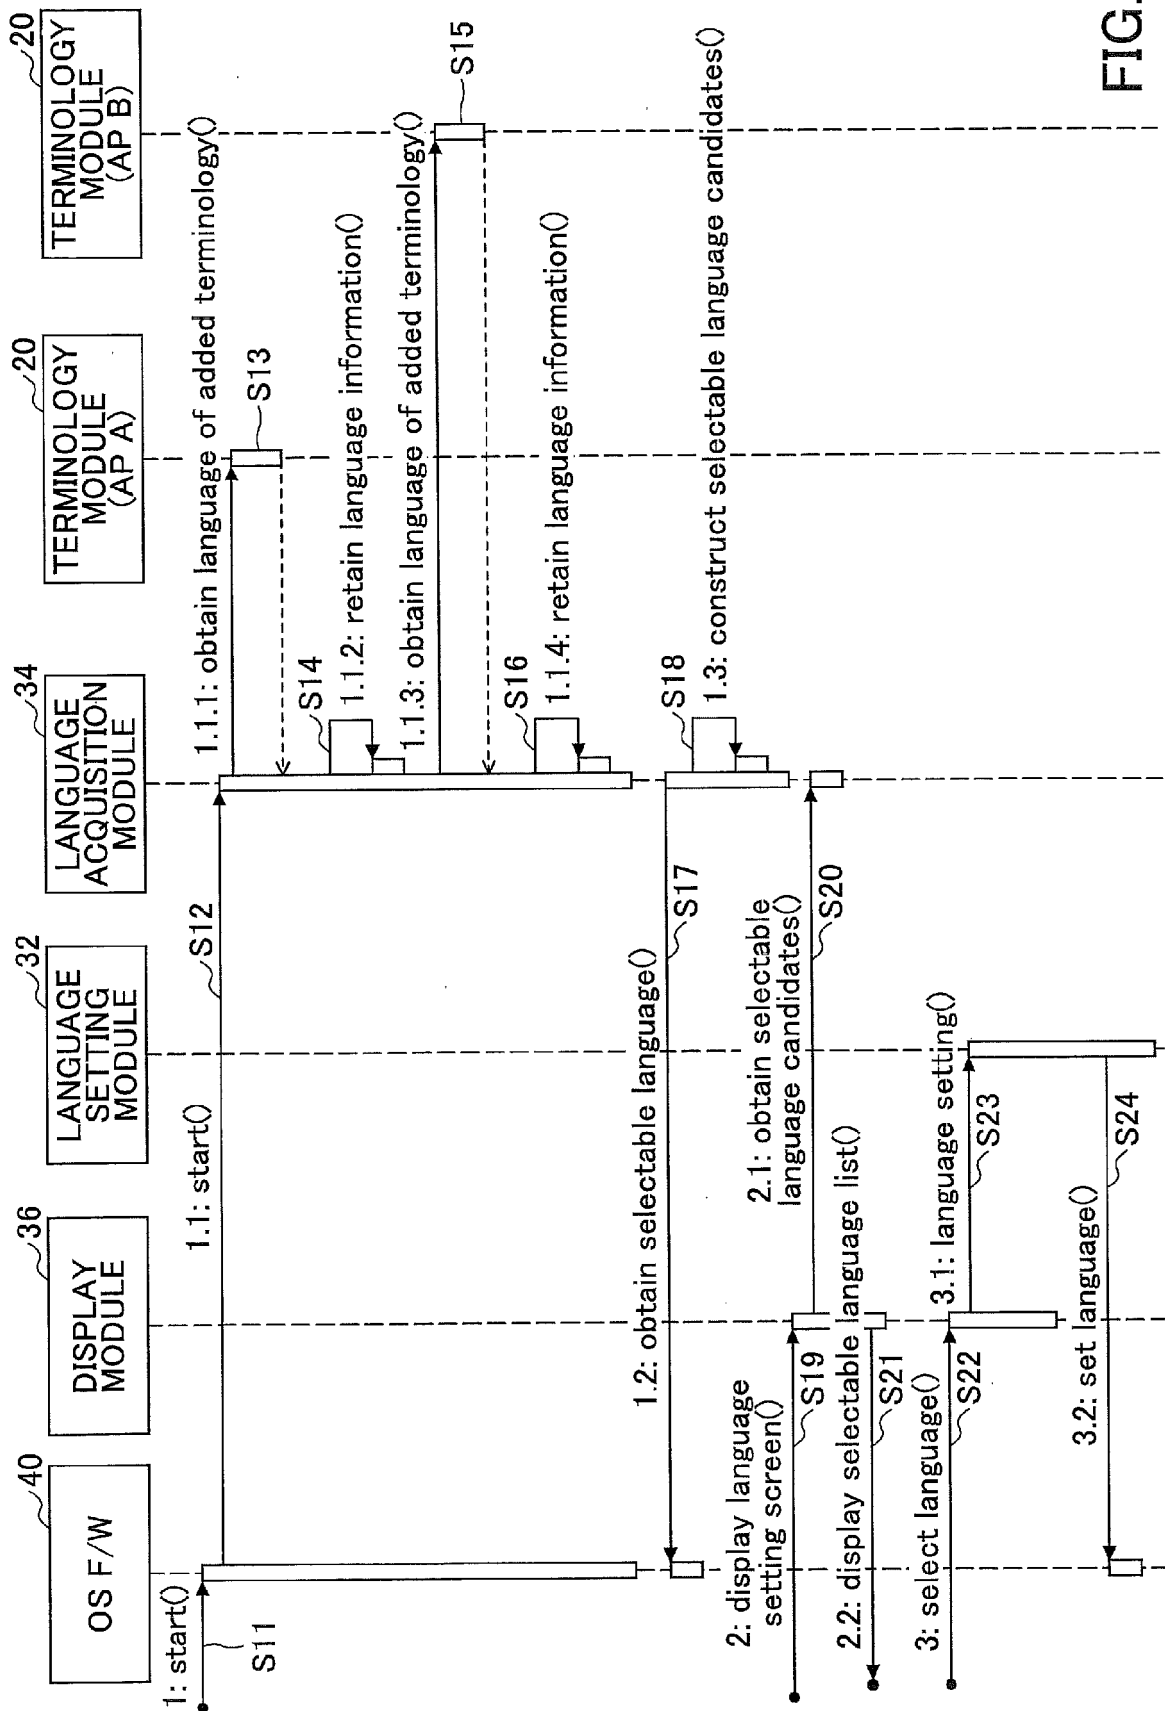 40
OS F/W
36
DISPLAY
MODULE
32
LANGUAGE
SETTING
MODULE
34
LANGUAGE
ACQUISITION
MODULE
20
TERMINOLOGY
MODULE
(AP A)
20
TERMINOLOGY
MODULE
(AP B)
1: start()
S11
1.1: start()
S12
1.1.1: obtain language of added terminology()
S13
S14
1.1.2: retain language information()
1.1.3: obtain language of added terminology()
S15
S16
1.1.4: retain language information()
1.2: obtain selectable language()
S17
S18
1.3: construct selectable language candidates()
2: display language
setting screen()
S19
2.1: obtain selectable
language candidates()
S20
2.2: display selectable language list()
S21
3: select language()
S22
3.1: language setting()
S23
3.2: set language()
S24
FIG.